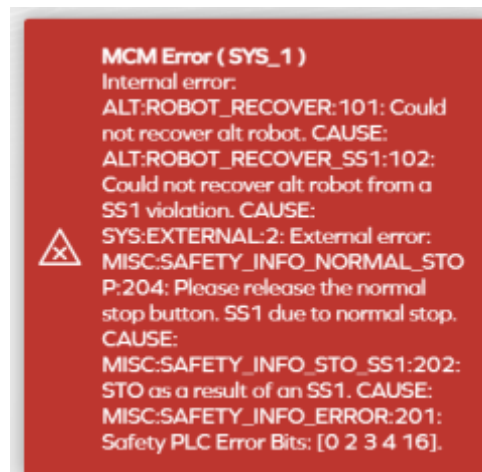 MCM Error ( SYS_1 )
Internal error:
ALT:ROBOT_RECOVER:101: Could
not recover alt robot. CAUSE:
ALT:ROBOT_RECOVER_SS1:102:
Could not recover alt robot from a
SS1 violation. CAUSE:
SYS:EXTERNAL:2: External error:
MISC:SAFETY_INFO_NORMAL_STO
P:204: Please release the normal
stop button. SS1 due to normal stop.
CAUSE:
MISC:SAFETY_INFO_STO_SS1:202:
STO as a result of an SS1. CAUSE:
MISC:SAFETY_INFO_ERROR:201:
Safety PLC Error Bits: [0 2 3 4 16].